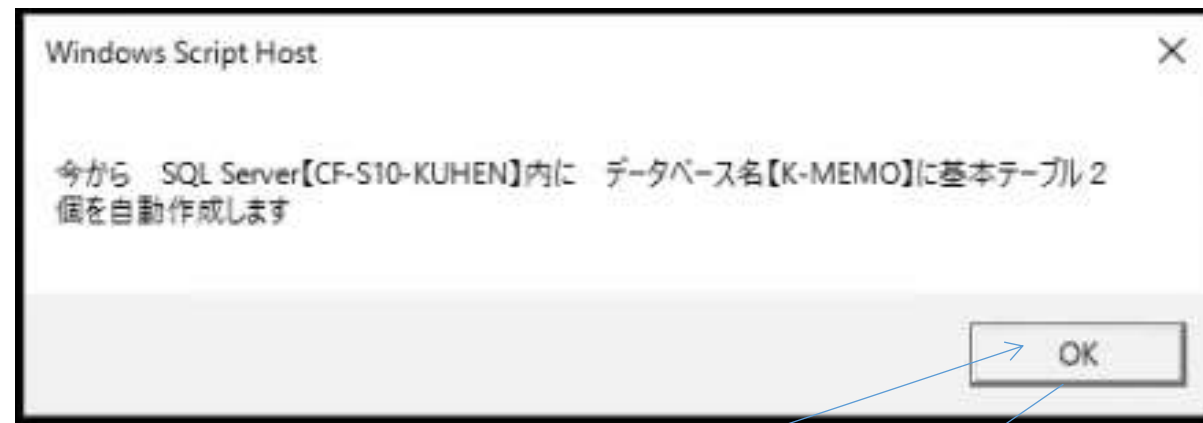 Windows Script Host
今から　SQL Server【CF-S10-KUHEN】内に　データベース名【K-MEMO】に基本テーブル２
個を自動作成します
OK